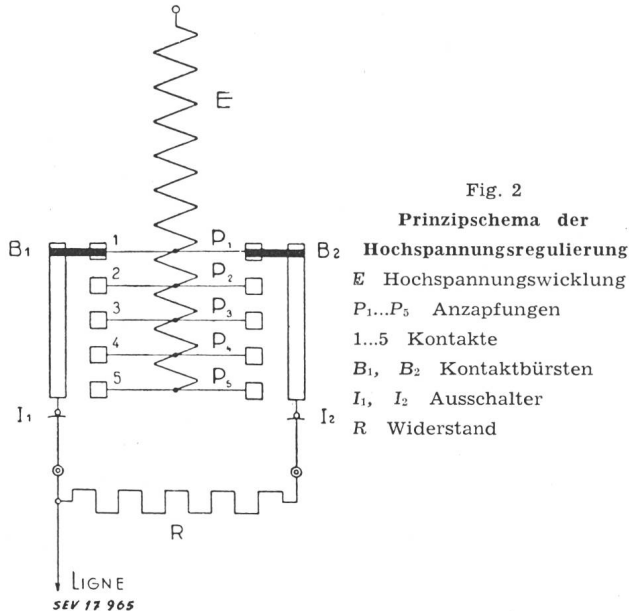 E
B₁ 1 P₁ B₂
2 P₂
3 P₃
4 P₄
5 P₅
I₁ I₂
R
LIGNE
SEV 17 965
Fig. 2
Prinzipschema der
Hochspannungsregulierung
E Hochspannungswicklung
P₁...P₅ Anzapfungen
1...5 Kontakte
B₁, B₂ Kontaktbürsten
I₁, I₂ Ausschalter
R Widerstand